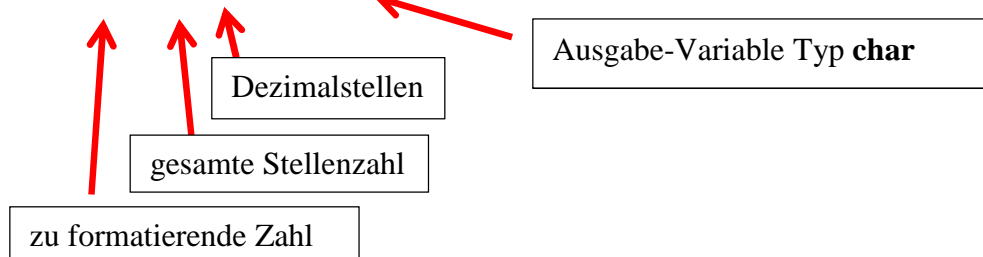 Ausgabe-Variable Typ char
Dezimalstellen
gesamte Stellenzahl
zu formatierende Zahl